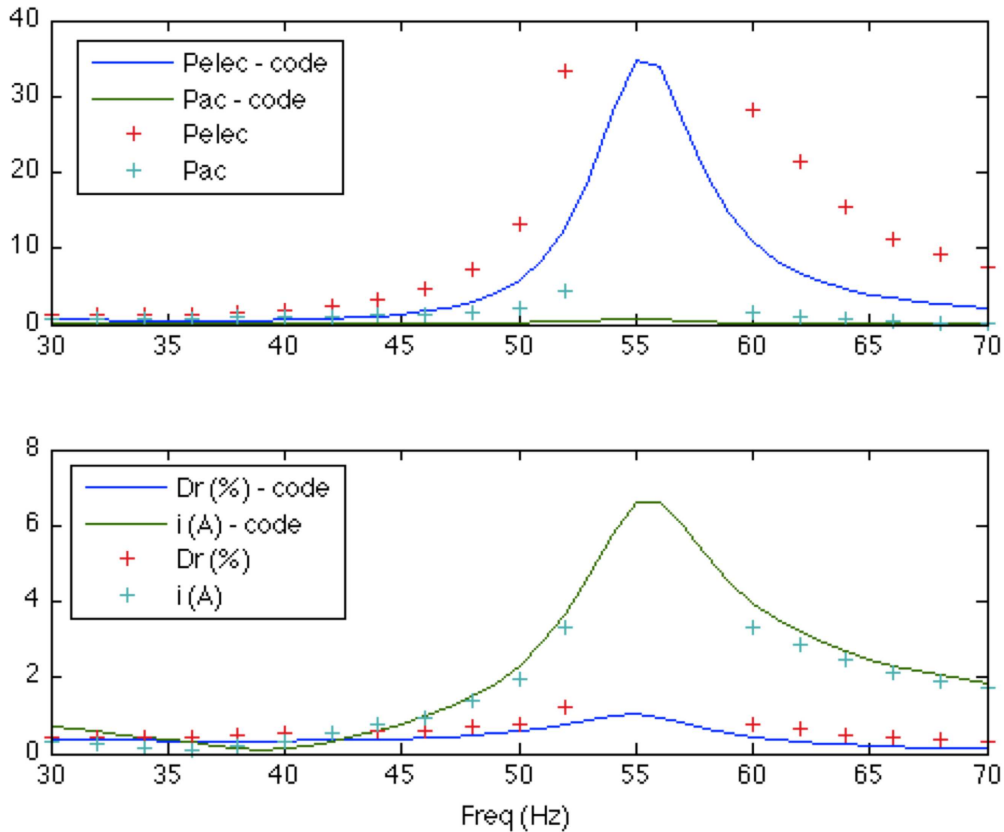 40
30
20
10
0
Pelec - code
Pac - code
Pelec
Pac
30 35 40 45 50 55 60 65 70
8
6
4
2
0
Dr (%) - code
i (A) - code
Dr (%)
i (A)
30 35 40 45 50 55 60 65 70
Freq (Hz)